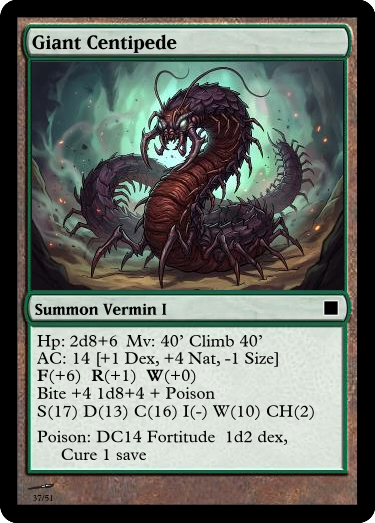 Giant Centipede
Summon Vermin I
Hp: 2d8+6 Mv: 40' Climb 40'
AC: 14 [+1 Dex, +4 Nat, -1 Size]
F(+6) R(+1) W(+0)
Bite +4 1d8+4 + Poison
S(17) D(13) C(16) I(-) W(10) CH(2)
Poison: DC14 Fortitude 1d2 dex,
Cure 1 save
37/51